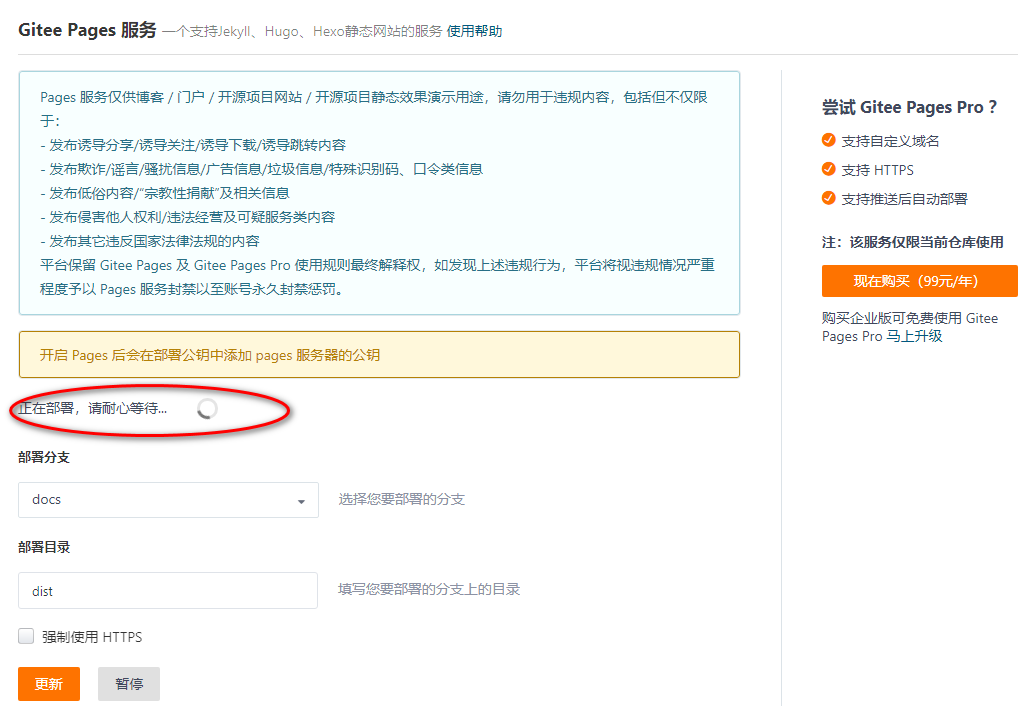 Gitee Pages 服务 一个支持Jekyll、Hugo、Hexo静态网站的服务 使用帮助
Pages 服务仅供博客 / 门户 / 开源项目网站 / 开源项目静态效果演示用途，请勿用于违规内容，包括但不仅限
于：
- 发布诱导分享/诱导关注/诱导下载/诱导跳转内容
- 发布欺诈/谣言/骚扰信息/广告信息/垃圾信息/特殊识别码、口令类信息
- 发布低俗内容/“宗教性捐献”及相关信息
- 发布侵害他人权利/违法经营及可疑服务类内容
- 发布其它违反国家法律法规的内容
平台保留 Gitee Pages 及 Gitee Pages Pro 使用规则最终解释权，如发现上述违规行为，平台将视违规情况严重
程度予以 Pages 服务封禁以至账号永久封禁惩罚。
开启 Pages 后会在部署公钥中添加 pages 服务器的公钥
正在部署，请耐心等待...
部署分支
docs
选择您要部署的分支
部署目录
dist
填写您要部署的分支上的目录
强制使用 HTTPS
更新
暂停
尝试 Gitee Pages Pro ？
支持自定义域名
支持 HTTPS
支持推送后自动部署
注：该服务仅限当前仓库使用
现在购买（99元/年）
购买企业版可免费使用 Gitee
Pages Pro 马上升级